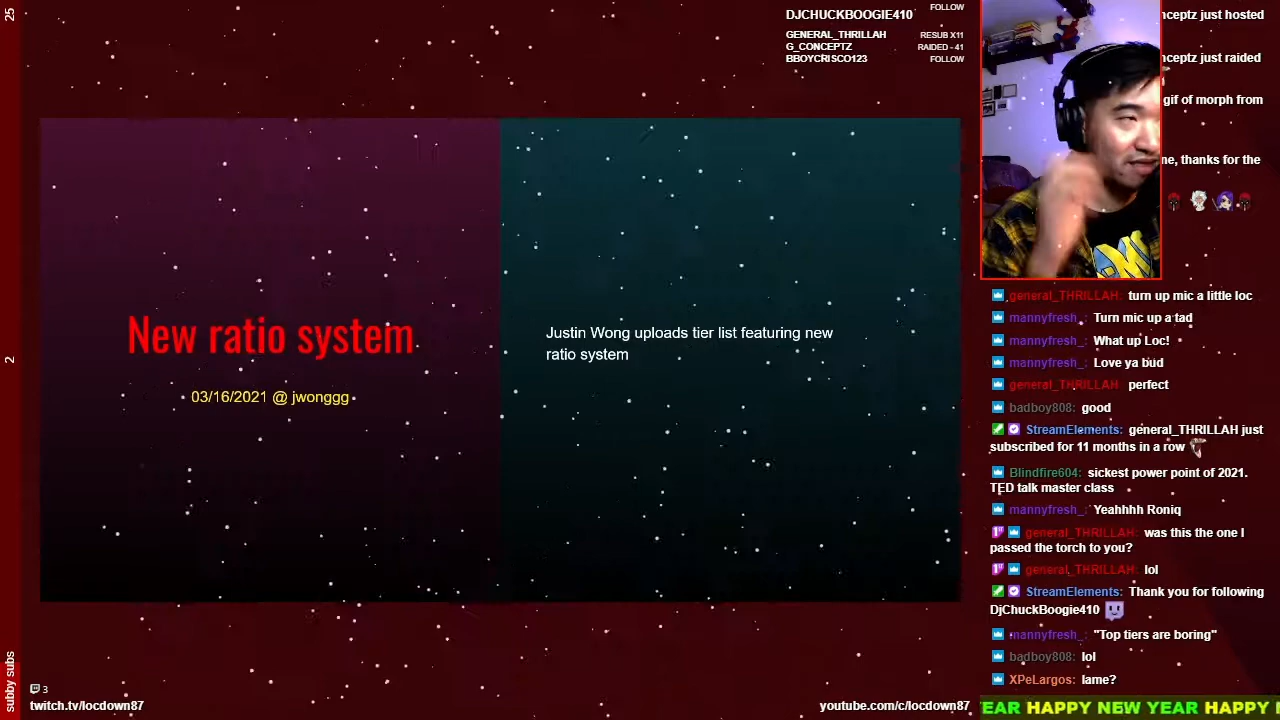 25
2
subby subs
DJCHUCKBOOGIE410 FOLLOW
GENERAL_THRILLAH RESUB X11
G_CONCEPTZ RAIDED - 41
BBOYCRISCO123 FOLLOW
New ratio system
03/16/2021 @ jwonggg
Justin Wong uploads tier list featuring new
ratio system
nceptz just hosted
nceptz just raided
gif of morph from
me, thanks for the
general_THRILLAH: turn up mic a little loc
mannyfresh_: Turn mic up a tad
mannyfresh_: What up Loc!
mannyfresh_: Love ya bud
general_THRILLAH perfect
badboy808: good
StreamElements: general_THRILLAH just
subscribed for 11 months in a row
Blindfire604: sickest power point of 2021.
TED talk master class
mannyfresh_: Yeahhhh Roniq
general_THRILLAH: was this the one I
passed the torch to you?
general_THRILLAH: lol
StreamElements: Thank you for following
DjChuckBoogie410
mannyfresh_: "Top tiers are boring"
badboy808: lol
XPeLargos: lame?
3
twitch.tv/locdown87
youtube.com/c/locdown87
EAR HAPPY NEW YEAR HAPPY